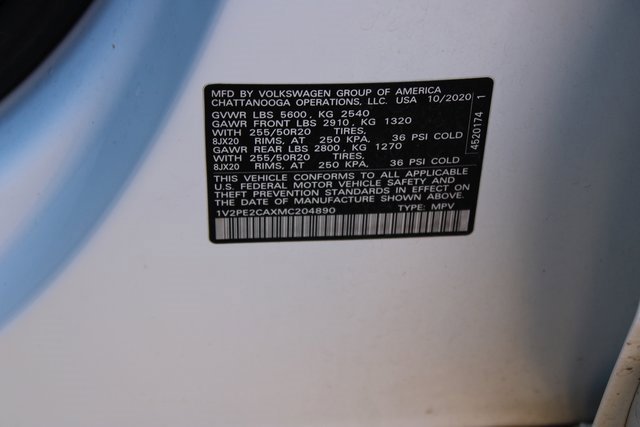 MFD BY VOLKSWAGEN GROUP OF AMERICA
CHATTANOOGA OPERATIONS, LLC. USA 10/2020
GVWR LBS 5600, KG 2540
GAWR FRONT LBS 2910, KG 1320
WITH 255/50R20 TIRES,
8JX20 RIMS, AT 250 KPA, 36 PSI COLD
GAWR REAR LBS 2800, KG 1270
WITH 255/50R20 TIRES,
8JX20 RIMS, AT 250 KPA, 36 PSI COLD
THIS VEHICLE CONFORMS TO ALL APPLICABLE
U.S. FEDERAL MOTOR VEHICLE SAFETY AND
THEFT PREVENTION STANDARDS IN EFFECT ON
THE DATE OF MANUFACTURE SHOWN ABOVE.
1V2PE2CAXMC204890 TYPE: MPV
4520174 1